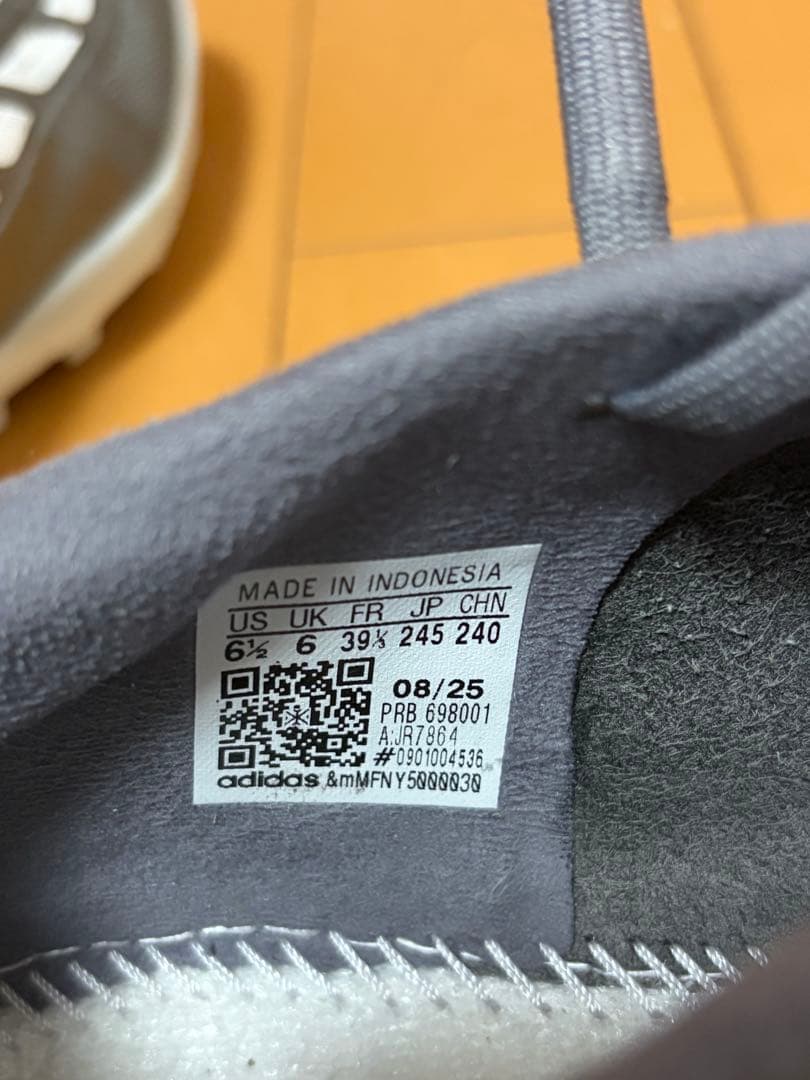 MADE IN INDONESIA
US UK FR JP CHN
6½ 6 39⅓ 245 240
08/25
PRB 698001
A:JR7864
#0901004536
adidas &mMFNY5000030